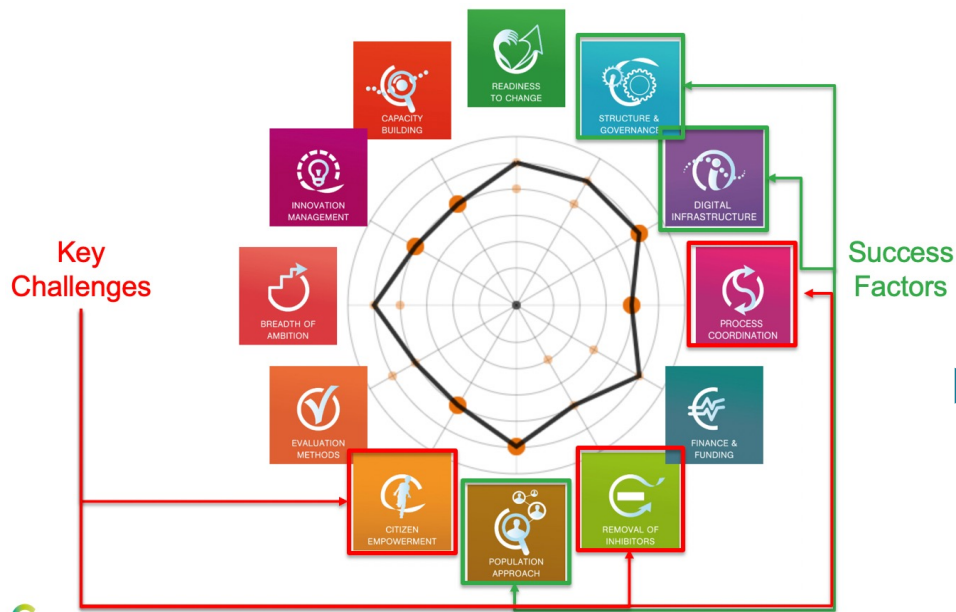 READINESS
TO CHANGE
STRUCTURE &
GOVERNANCE
DIGITAL
INFRASTRUCTURE
PROCESS
COORDINATION
FINANCE &
FUNDING
REMOVAL OF
INHIBITORS
POPULATION
APPROACH
CITIZEN
EMPOWERMENT
EVALUATION
METHODS
BREADTH OF
AMBITION
INNOVATION
MANAGEMENT
CAPACITY
BUILDING
Key
Challenges
Success
Factors